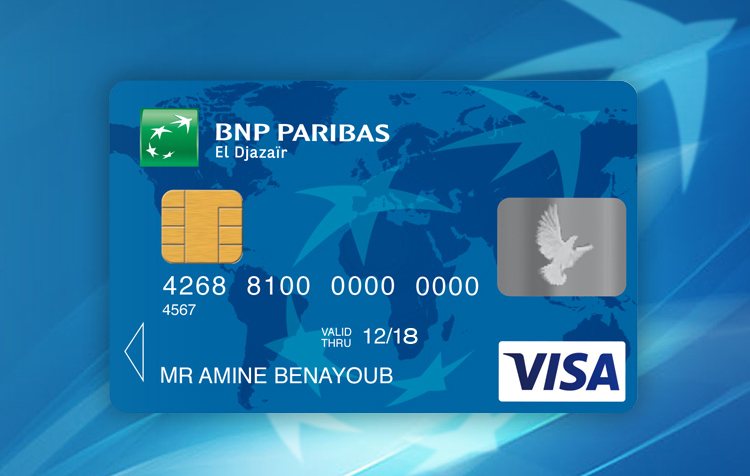 BNP PARIBAS
El Djazaïr
4268 8100 0000 0000
4567
VALID THRU 12/18
MR AMINE BENAYOUB
VISA